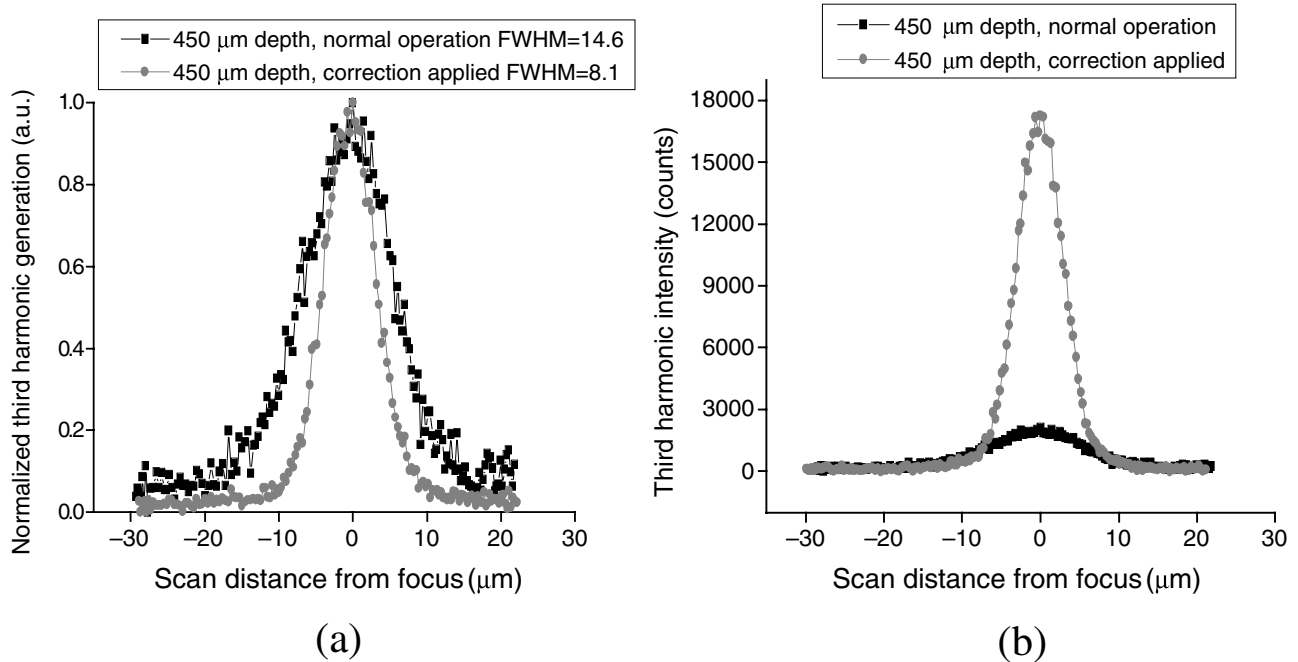 450 μm depth, normal operation FWHM=14.6
450 μm depth, correction applied FWHM=8.1
Normalized third harmonic generation (a.u.)
1.0
0.8
0.6
0.4
0.2
0.0
−30 −20 −10 0 10 20 30
Scan distance from focus (μm)
(a)
450 μm depth, normal operation
450 μm depth, correction applied
Third harmonic intensity (counts)
18000
15000
12000
9000
6000
3000
0
−30 −20 −10 0 10 20 30
Scan distance from focus (μm)
(b)